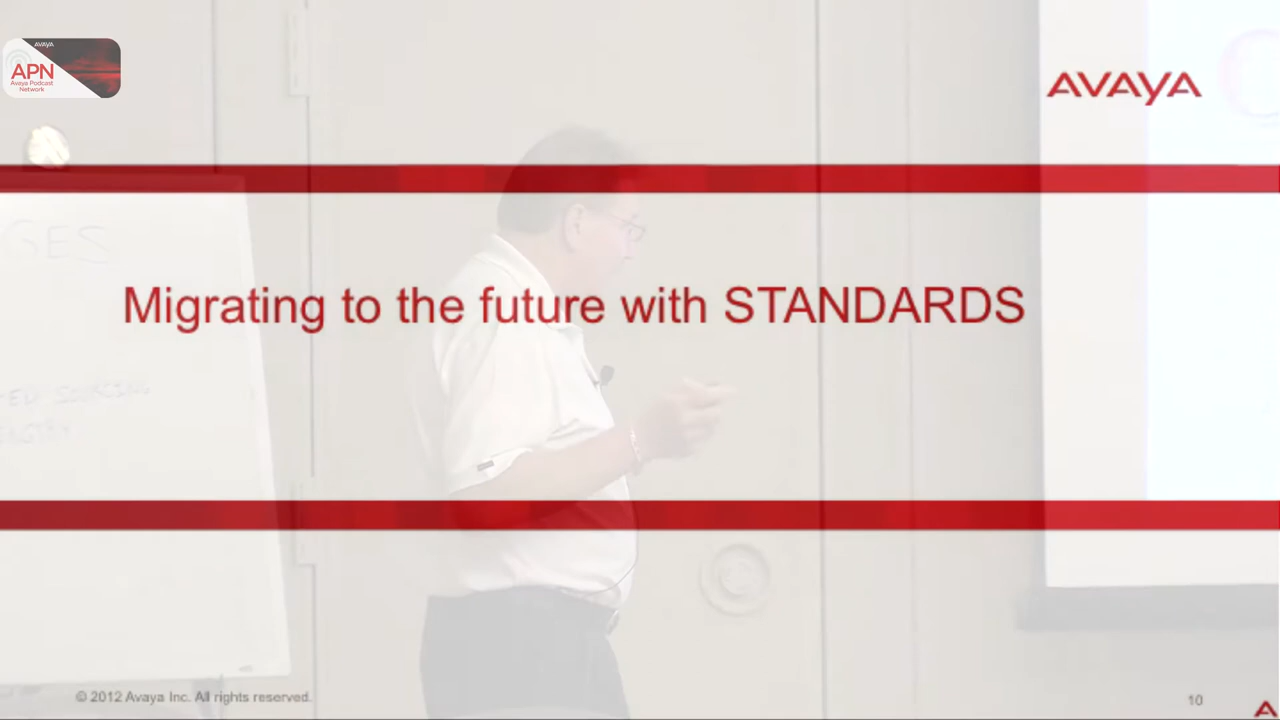 AVAYA
APN
Avaya Podcast
Network
AVAYA
GES
Migrating to the future with STANDARDS
© 2012 Avaya Inc. All rights reserved.
10